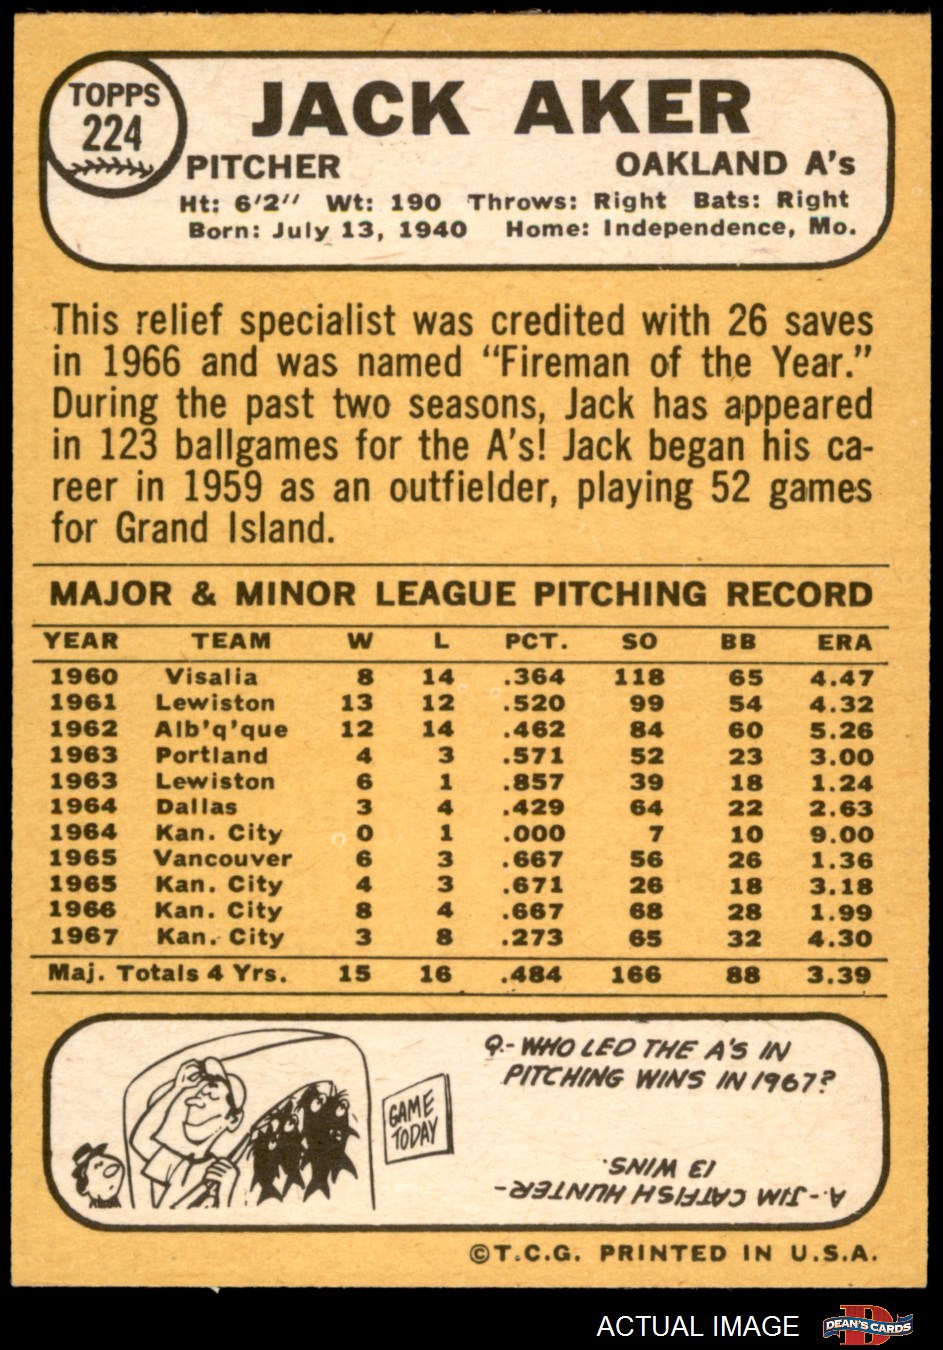 TOPPS
224
JACK AKER
PITCHER OAKLAND A's
Ht: 6'2" Wt: 190 Throws: Right Bats: Right
Born: July 13, 1940 Home: Independence, Mo.
This relief specialist was credited with 26 saves
in 1966 and was named “Fireman of the Year.”
During the past two seasons, Jack has appeared
in 123 ballgames for the A's! Jack began his ca-
reer in 1959 as an outfielder, playing 52 games
for Grand Island.
MAJOR & MINOR LEAGUE PITCHING RECORD
YEAR TEAM W L PCT. SO BB ERA
1960 Visalia 8 14 .364 118 65 4.47
1961 Lewiston 13 12 .520 99 54 4.32
1962 Alb'q'que 12 14 .462 84 60 5.26
1963 Portland 4 3 .571 52 23 3.00
1963 Lewiston 6 1 .857 39 18 1.24
1964 Dallas 3 4 .429 64 22 2.63
1964 Kan. City 0 1 .000 7 10 9.00
1965 Vancouver 6 3 .667 56 26 1.36
1965 Kan. City 4 3 .671 26 18 3.18
1966 Kan. City 8 4 .667 68 28 1.99
1967 Kan. City 3 8 .273 65 32 4.30
Maj. Totals 4 Yrs. 15 16 .484 166 88 3.39
Q.- WHO LED THE A'S IN
PITCHING WINS IN 1967?
GAME
TODAY
A.- JIM CATFISH HUNTER-
13 WINS.
©T.C.G. PRINTED IN U.S.A.
ACTUAL IMAGE
D
DEAN'S CARDS